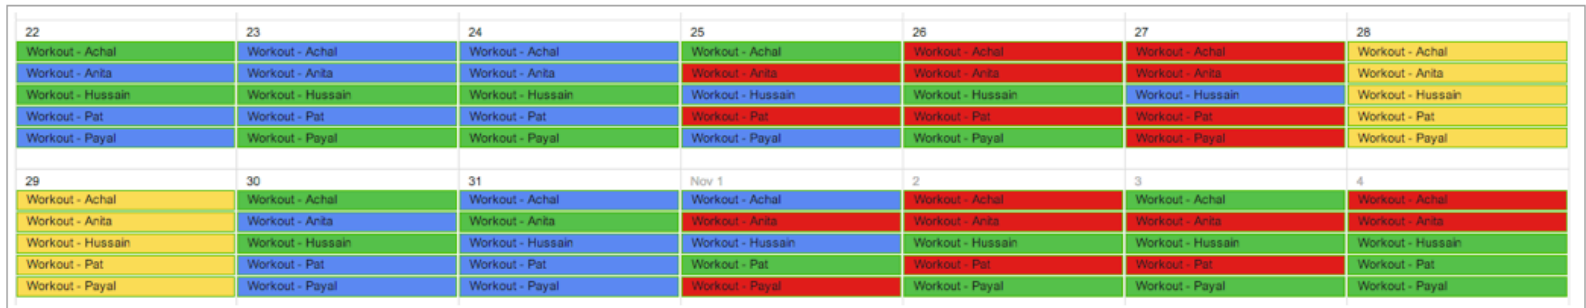 22 23 24 25 26 27 28
Workout - Achal Workout - Achal Workout - Achal Workout - Achal Workout - Achal Workout - Achal Workout - Achal
Workout - Anita Workout - Anita Workout - Anita Workout - Anita Workout - Anita Workout - Anita Workout - Anita
Workout - Hussain Workout - Hussain Workout - Hussain Workout - Hussain Workout - Hussain Workout - Hussain Workout - Hussain
Workout - Pat Workout - Pat Workout - Pat Workout - Pat Workout - Pat Workout - Pat Workout - Pat
Workout - Payal Workout - Payal Workout - Payal Workout - Payal Workout - Payal Workout - Payal Workout - Payal
29 30 31 Nov 1 2 3 4
Workout - Achal Workout - Achal Workout - Achal Workout - Achal Workout - Achal Workout - Achal Workout - Achal
Workout - Anita Workout - Anita Workout - Anita Workout - Anita Workout - Anita Workout - Anita Workout - Anita
Workout - Hussain Workout - Hussain Workout - Hussain Workout - Hussain Workout - Hussain Workout - Hussain Workout - Hussain
Workout - Pat Workout - Pat Workout - Pat Workout - Pat Workout - Pat Workout - Pat Workout - Pat
Workout - Payal Workout - Payal Workout - Payal Workout - Payal Workout - Payal Workout - Payal Workout - Payal